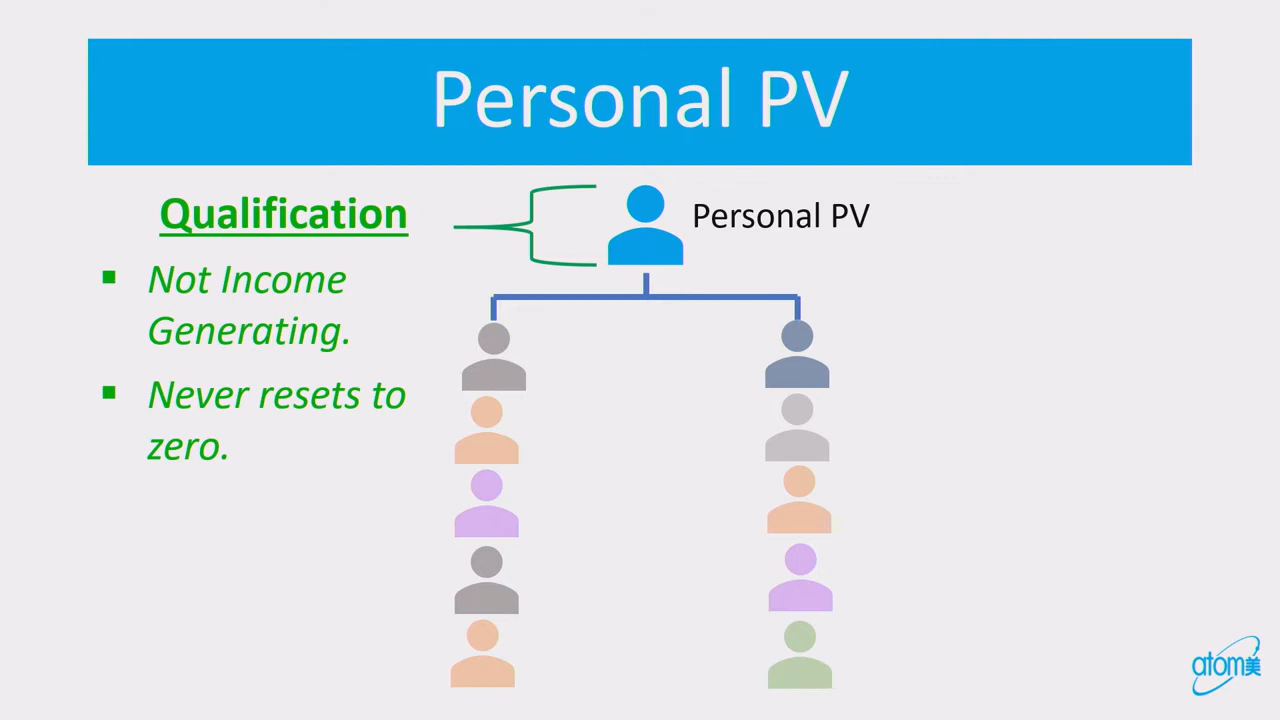 Personal PV
Qualification
Personal PV
▪ Not Income
Generating.
▪ Never resets to
zero.
atom美